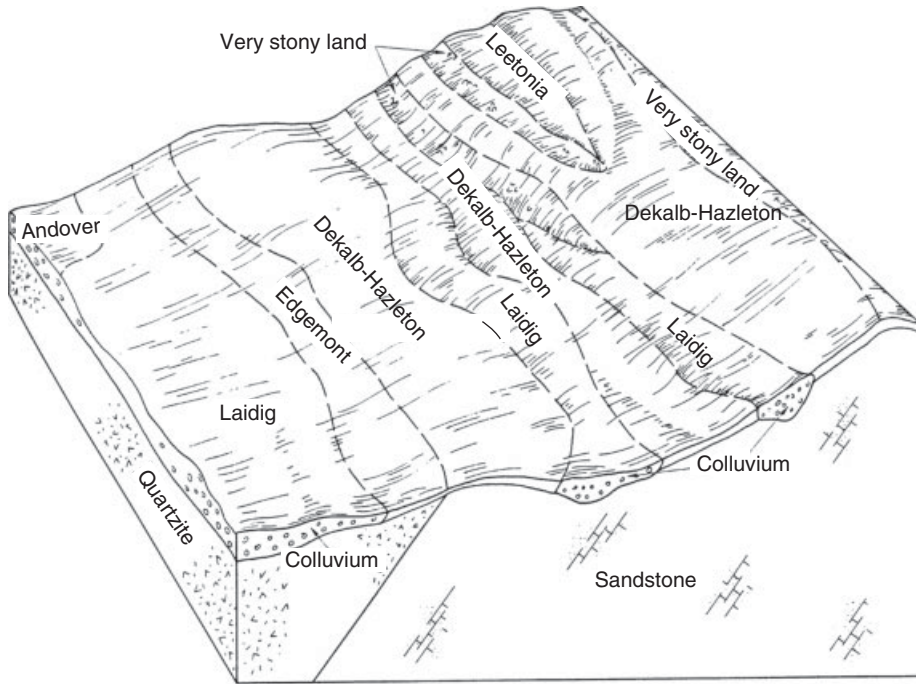 Very stony land
Leetonia
Very stony land
Dekalb-Hazleton
Andover
Dekalb-Hazleton
Dekalb-Hazleton
Edgemont
Laidig
Laidig
Laidig
Colluvium
Quartzite
Colluvium
Sandstone